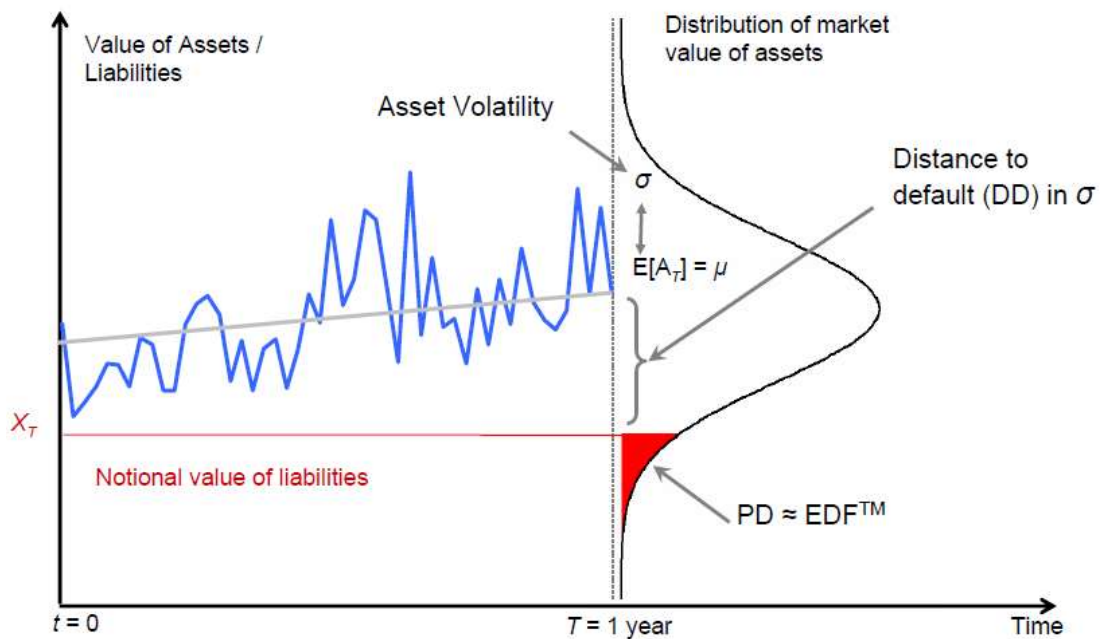 Value of Assets /
Liabilities
Distribution of market
value of assets
Asset Volatility
σ
E[A_T] = μ
Distance to
default (DD) in σ
X_T
Notional value of liabilities
PD ≈ EDF™
t = 0
T = 1 year
Time